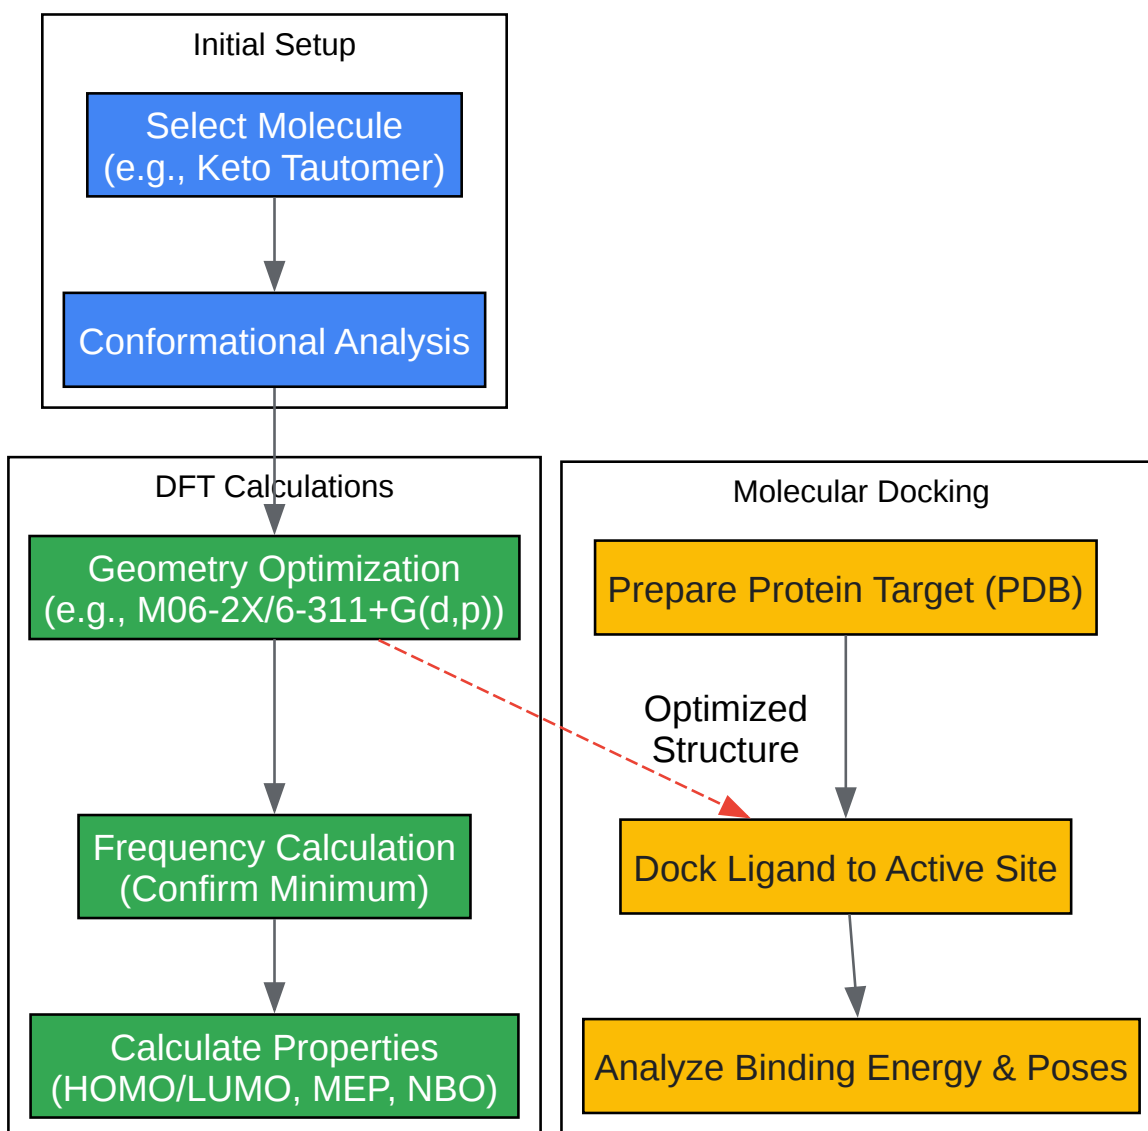 Initial Setup
Select Molecule
(e.g., Keto Tautomer)
Conformational Analysis
DFT Calculations
Geometry Optimization
(e.g., M06-2X/6-311+G(d,p))
Frequency Calculation
(Confirm Minimum)
Calculate Properties
(HOMO/LUMO, MEP, NBO)
Molecular Docking
Prepare Protein Target (PDB)
Optimized
Structure
Dock Ligand to Active Site
Analyze Binding Energy & Poses